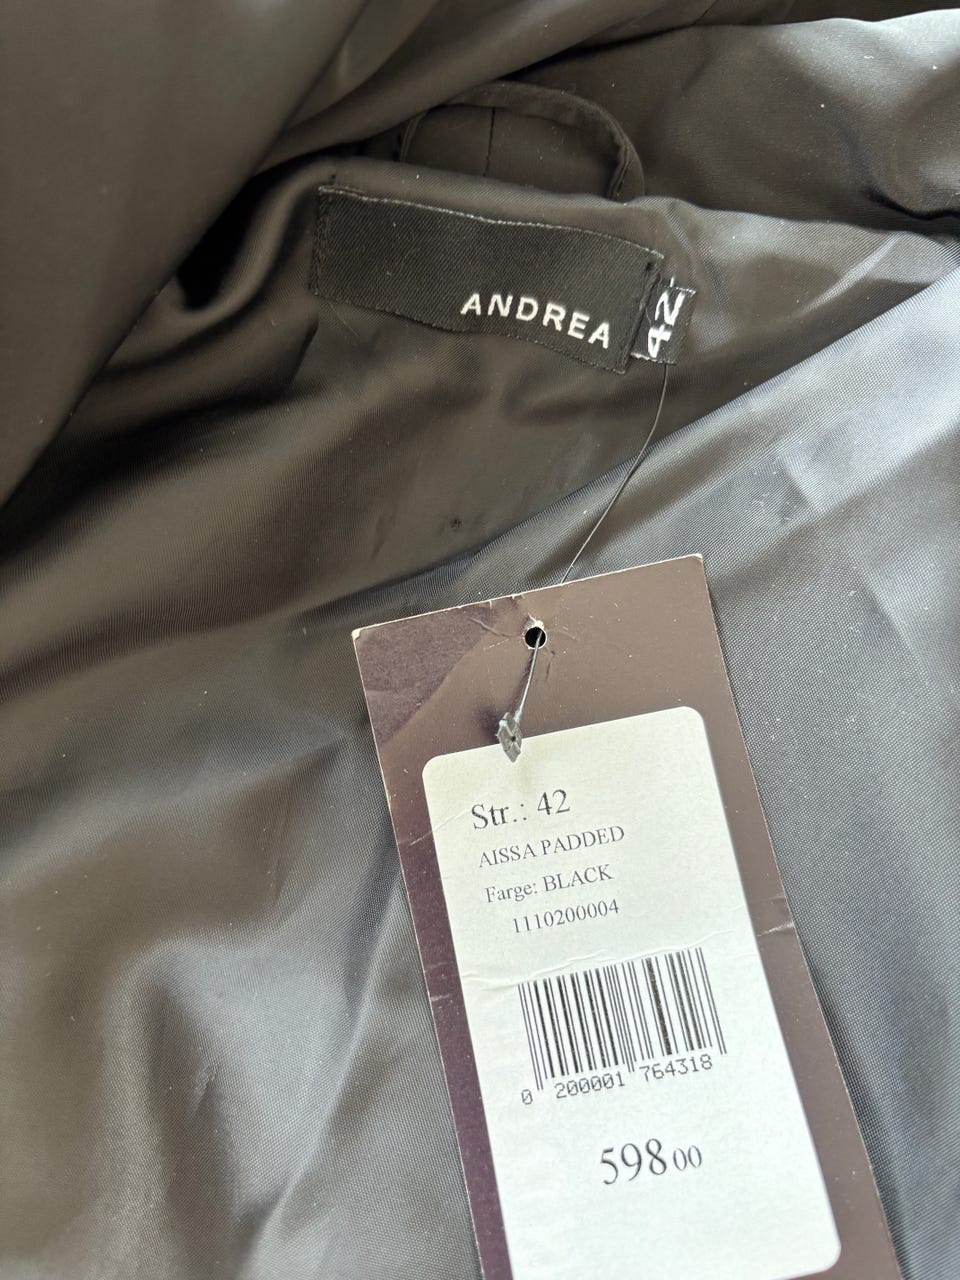 ANDREA
42
Str.: 42
AISSA PADDED
Farge: BLACK
1110200004
0 200001 764318
598 00